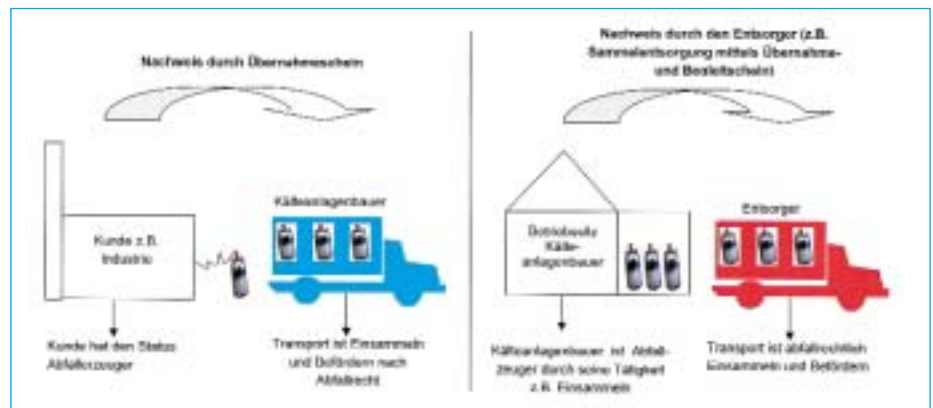 Nachweis durch Übernahmeschein
Kunde z.B.
Industrie
Kälteanlagenbauer
Kunde hat den Status
Abfallerzeuger
Transport ist Einsammeln
und Befördern nach
Abfallrecht
Nachweis durch den Entsorger (z.B.
Sammelentsorgung mittels Übernahme-
und Begleitschein)
Betriebssitz
Kälte-
anlagenbauer
Entsorger
Kälteanlagenbauer ist Abfall-
zeuger durch seine Tätigkeit
z.B. Einsammeln
Transport ist abfallrechtlich
Einsammeln und Befördern